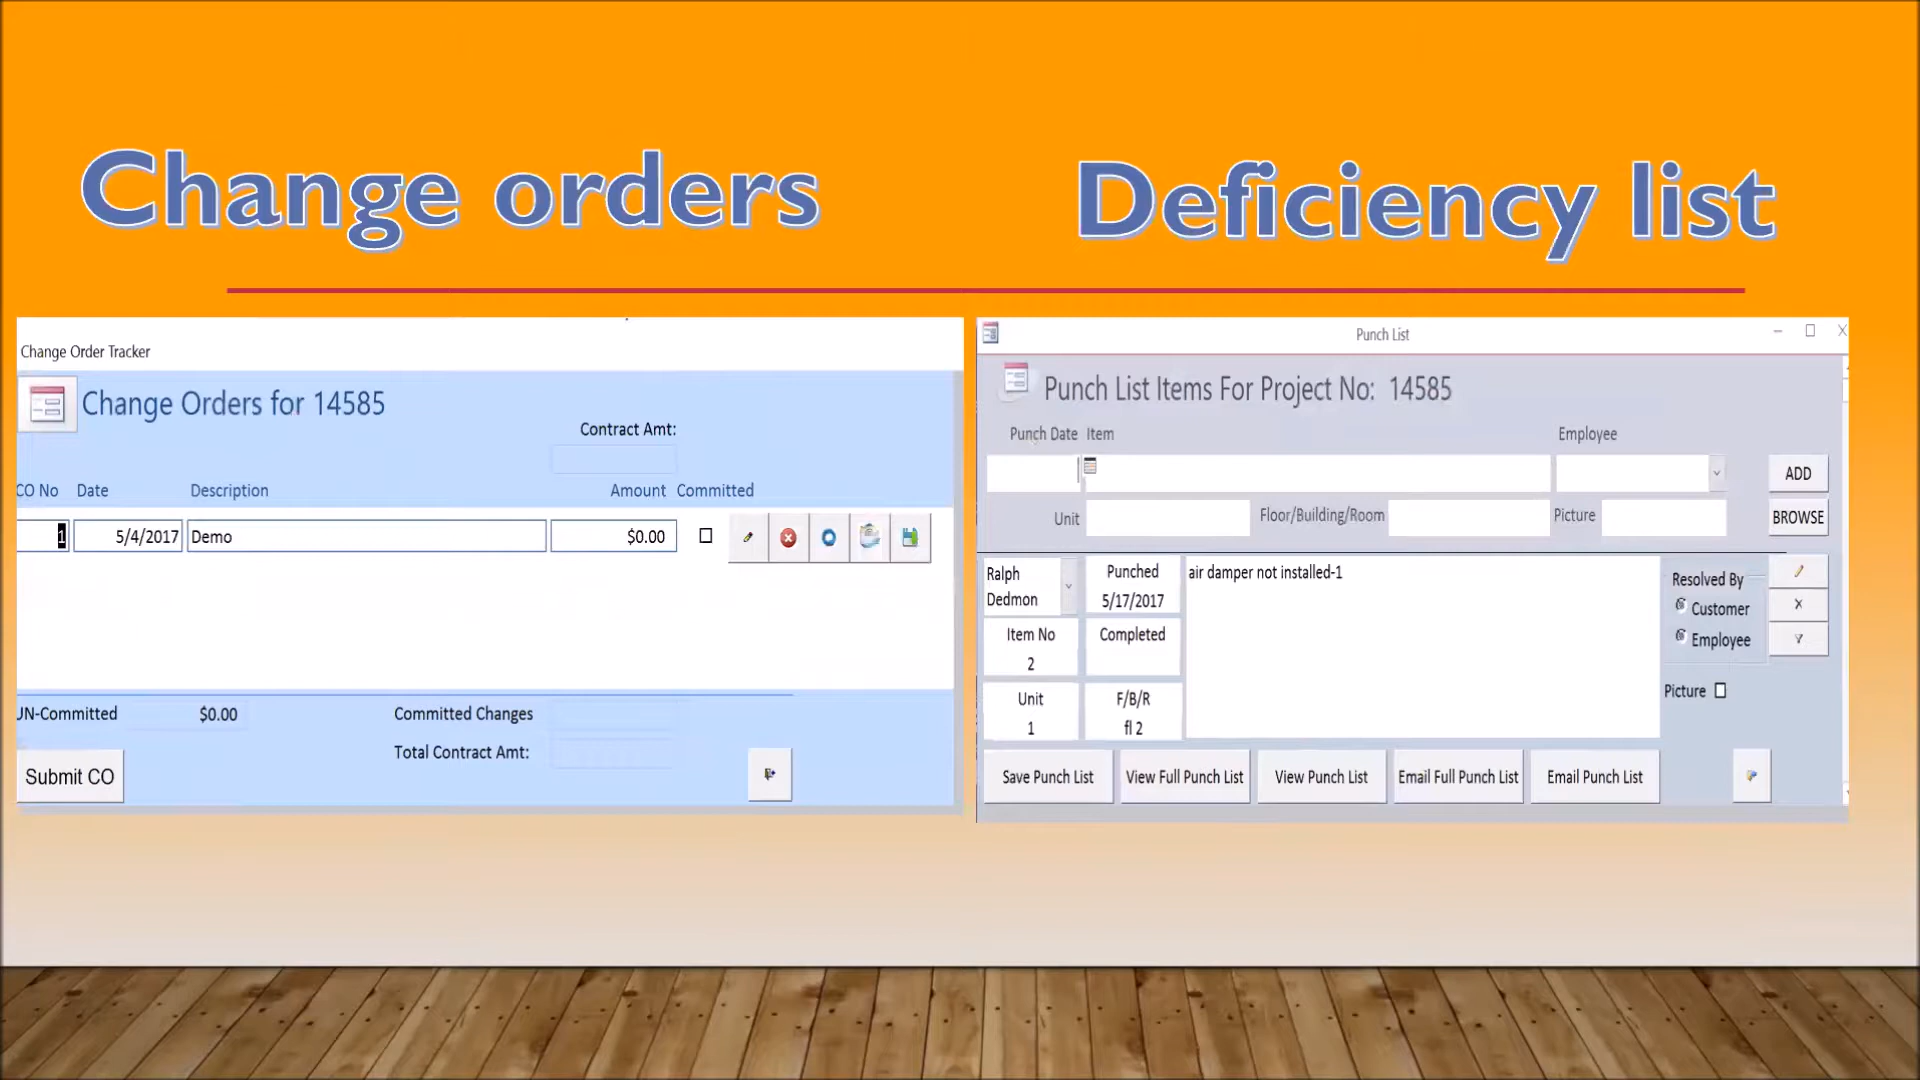 Change orders
Deficiency list
Change Order Tracker
Change Orders for 14585
Contract Amt:
CO No Date Description Amount Committed
1 5/4/2017 Demo $0.00
UN-Committed $0.00 Committed Changes
Total Contract Amt:
Submit CO
Punch List
Punch List Items For Project No: 14585
Punch Date Item Employee
ADD
Unit Floor/Building/Room Picture BROWSE
Ralph Dedmon
Punched
5/17/2017
air damper not installed-1
Resolved By
Customer
Employee
Item No
2
Completed
Unit
1
F/B/R
fl 2
Picture
Save Punch List View Full Punch List View Punch List Email Full Punch List Email Punch List